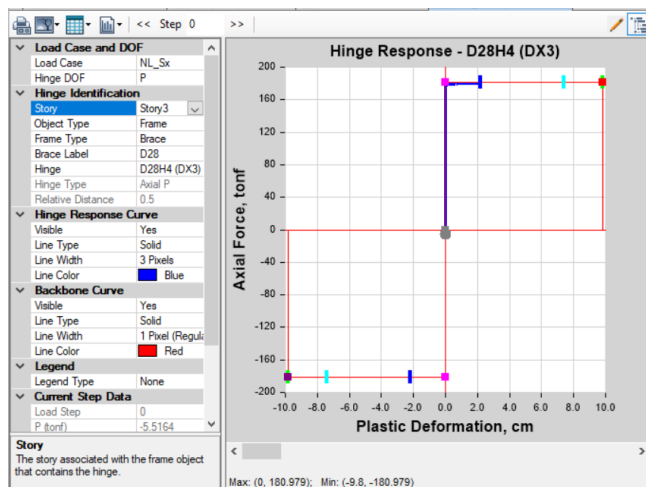 << Step 0 >>
Load Case and DOF
Load Case NL_Sx
Hinge DOF P
Hinge Identification
Story Story3
Object Type Frame
Frame Type Brace
Brace Label D28
Hinge D28H4 (DX3)
Hinge Type Axial P
Relative Distance 0.5
Hinge Response Curve
Visible Yes
Line Type Solid
Line Width 3 Pixels
Line Color Blue
Backbone Curve
Visible Yes
Line Type Solid
Line Width 1 Pixel (Regula
Line Color Red
Legend
Legend Type None
Current Step Data
Load Step 0
P (tonf) -5.5164
Story
The story associated with the frame object
that contains the hinge.
Hinge Response - D28H4 (DX3)
Axial Force, tonf
200
160
120
80
40
0
-40
-80
-120
-160
-200
-10.0 -8.0 -6.0 -4.0 -2.0 0.0 2.0 4.0 6.0 8.0 10.0
Plastic Deformation, cm
Max: (0, 180.979); Min: (-9.8, -180.979)